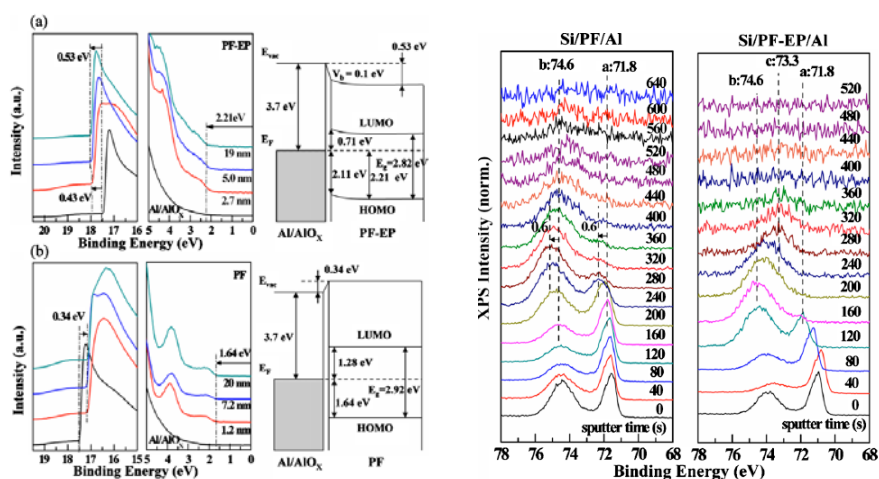 (a)
0.53 eV
PF-EP
2.21eV
19 nm
5.0 nm
2.7 nm
0.43 eV
Al/AlOX
Intensity (a.u.)
18 17 16
5 4 3 2 1 0
Binding Energy (eV)
Evac
0.53 eV
Vb = 0.1 eV
3.7 eV
LUMO
EF
0.71 eV
Eg=2.82 eV
2.11 eV
2.21 eV
HOMO
Al/AlOX
PF-EP
(b)
PF
0.34 eV
1.64 eV
20 nm
7.2 nm
1.2 nm
Al/AlOX
Intensity (a.u.)
20 19 18 17 16 15
5 4 3 2 1 0
Binding Energy (eV)
0.34 eV
Evac
3.7 eV
LUMO
EF
1.28 eV
Eg=2.92 eV
1.64 eV
HOMO
Al/AlOX
PF
Si/PF/Al
b:74.6
a:71.8
640
600
560
520
480
440
400
360
320
280
240
200
160
120
80
40
0
0.6
0.6
sputter time (s)
78 76 74 72 70 68
XPS Intensity (norm.)
Si/PF-EP/Al
c:73.3
b:74.6
a:71.8
520
480
440
400
360
320
280
240
200
160
120
80
40
0
sputter time (s)
78 76 74 72 70 68
Binding Energy (eV)